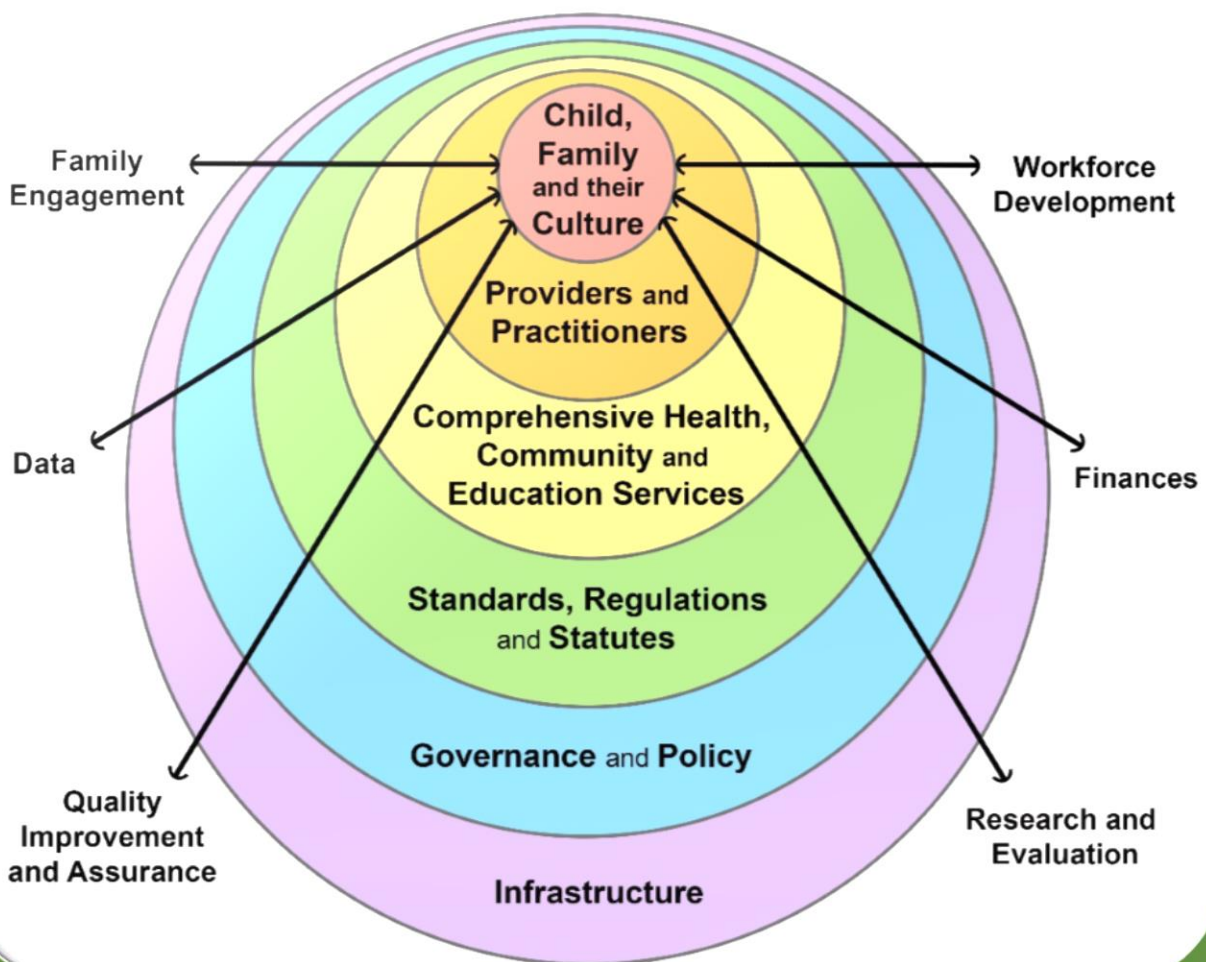 Child,
Family
and their
Culture
Family
Engagement
Workforce
Development
Providers and
Practitioners
Comprehensive Health,
Community and
Education Services
Data
Finances
Standards, Regulations
and Statutes
Governance and Policy
Quality
Improvement
and Assurance
Research and
Evaluation
Infrastructure